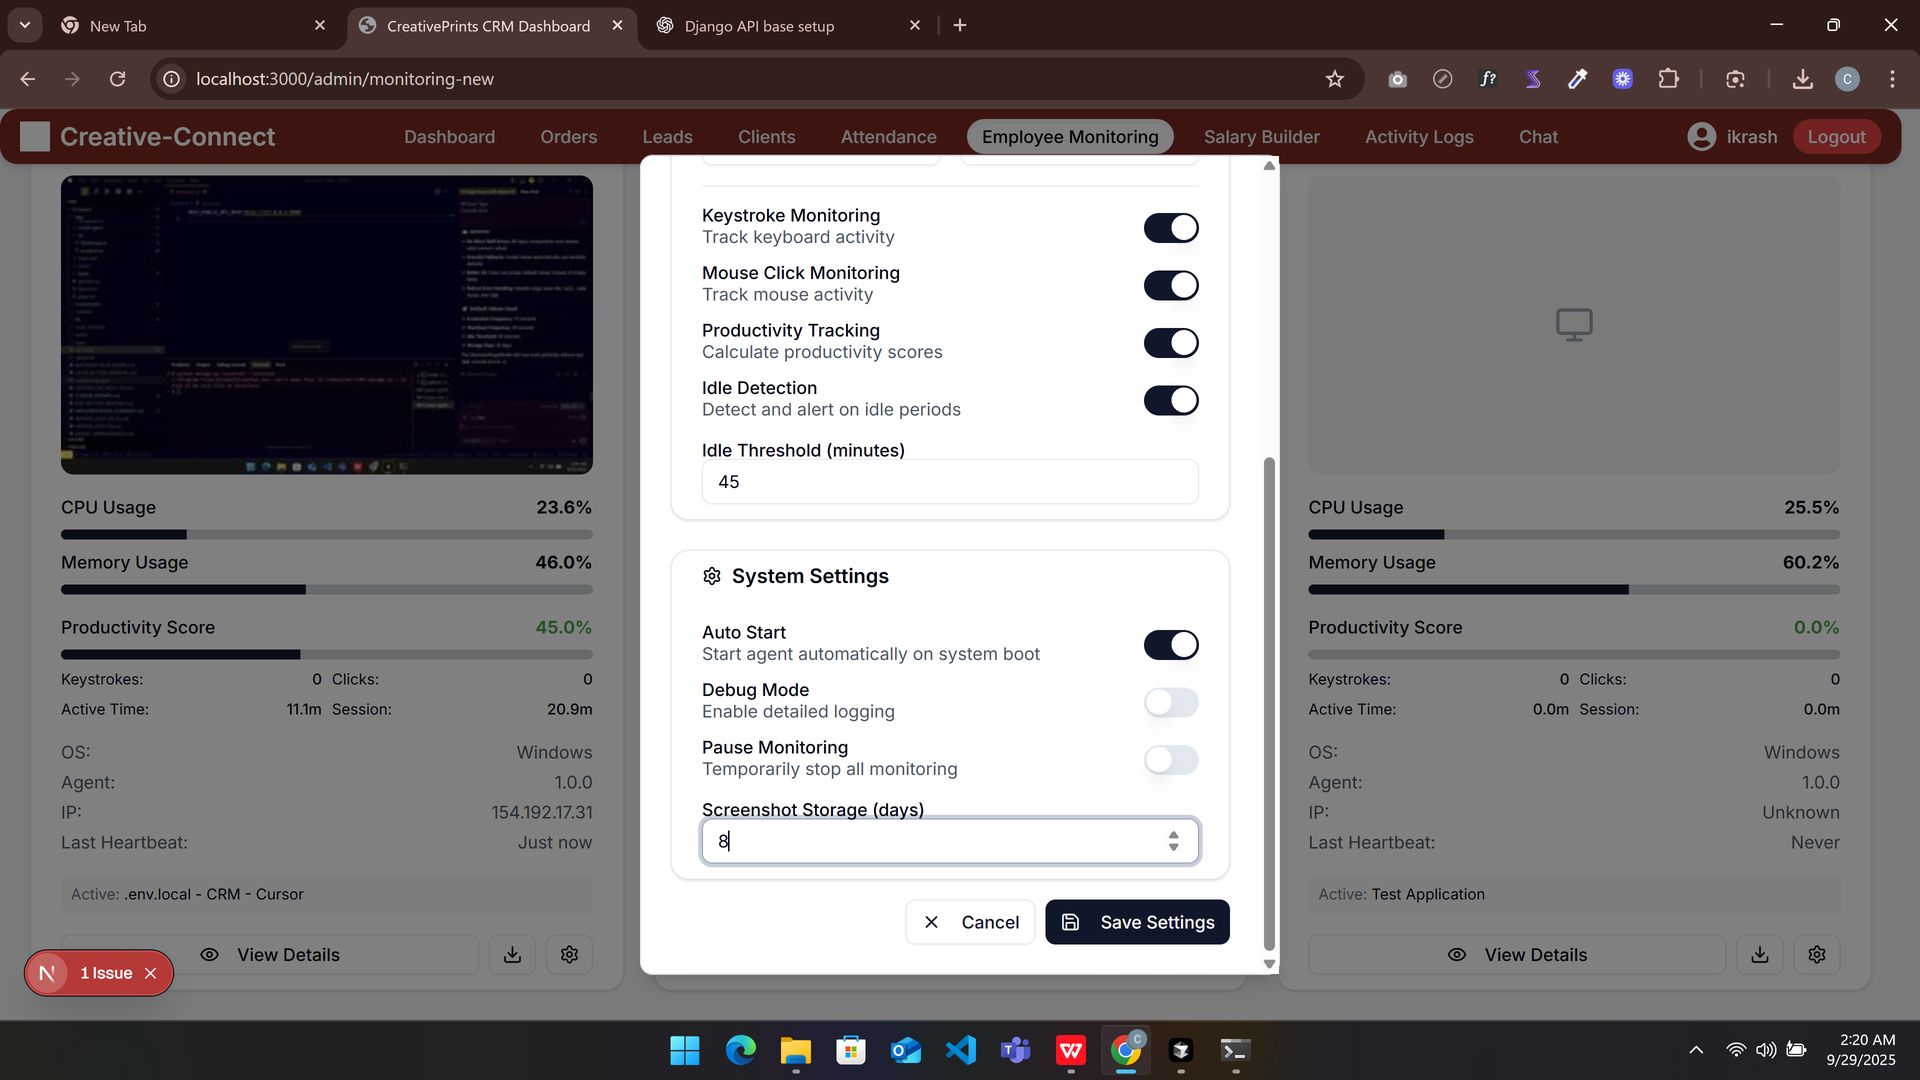 New Tab
CreativePrints CRM Dashboard
Django API base setup
localhost:3000/admin/monitoring-new
f?
C
Creative-Connect
Dashboard
Orders
Leads
Clients
Attendance
Employee Monitoring
Salary Builder
Activity Logs
Chat
ikrash
Logout
CPU Usage 23.6%
Memory Usage 46.0%
Productivity Score 45.0%
Keystrokes: 0 Clicks: 0
Active Time: 11.1m Session: 20.9m
OS: Windows
Agent: 1.0.0
IP: 154.192.17.31
Last Heartbeat: Just now
Active: .env.local - CRM - Cursor
View Details
N 1 Issue
Keystroke Monitoring
Track keyboard activity
Mouse Click Monitoring
Track mouse activity
Productivity Tracking
Calculate productivity scores
Idle Detection
Detect and alert on idle periods
Idle Threshold (minutes)
45
System Settings
Auto Start
Start agent automatically on system boot
Debug Mode
Enable detailed logging
Pause Monitoring
Temporarily stop all monitoring
Screenshot Storage (days)
8
Cancel
Save Settings
CPU Usage 25.5%
Memory Usage 60.2%
Productivity Score 0.0%
Keystrokes: 0 Clicks: 0
Active Time: 0.0m Session: 0.0m
OS: Windows
Agent: 1.0.0
IP: Unknown
Last Heartbeat: Never
Active: Test Application
View Details
2:20 AM
9/29/2025